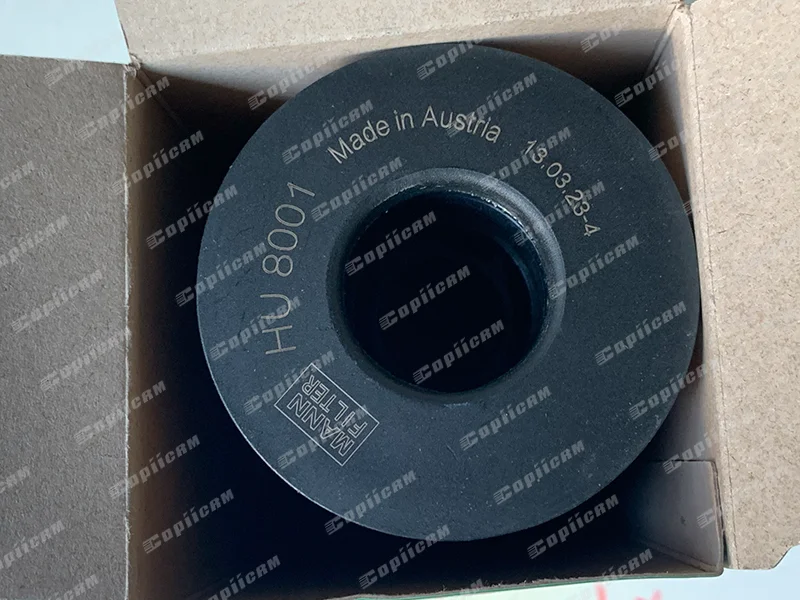 HU 8001
Made in Austria
13.03.23-4
MANN
FILTER
CopiiCAM